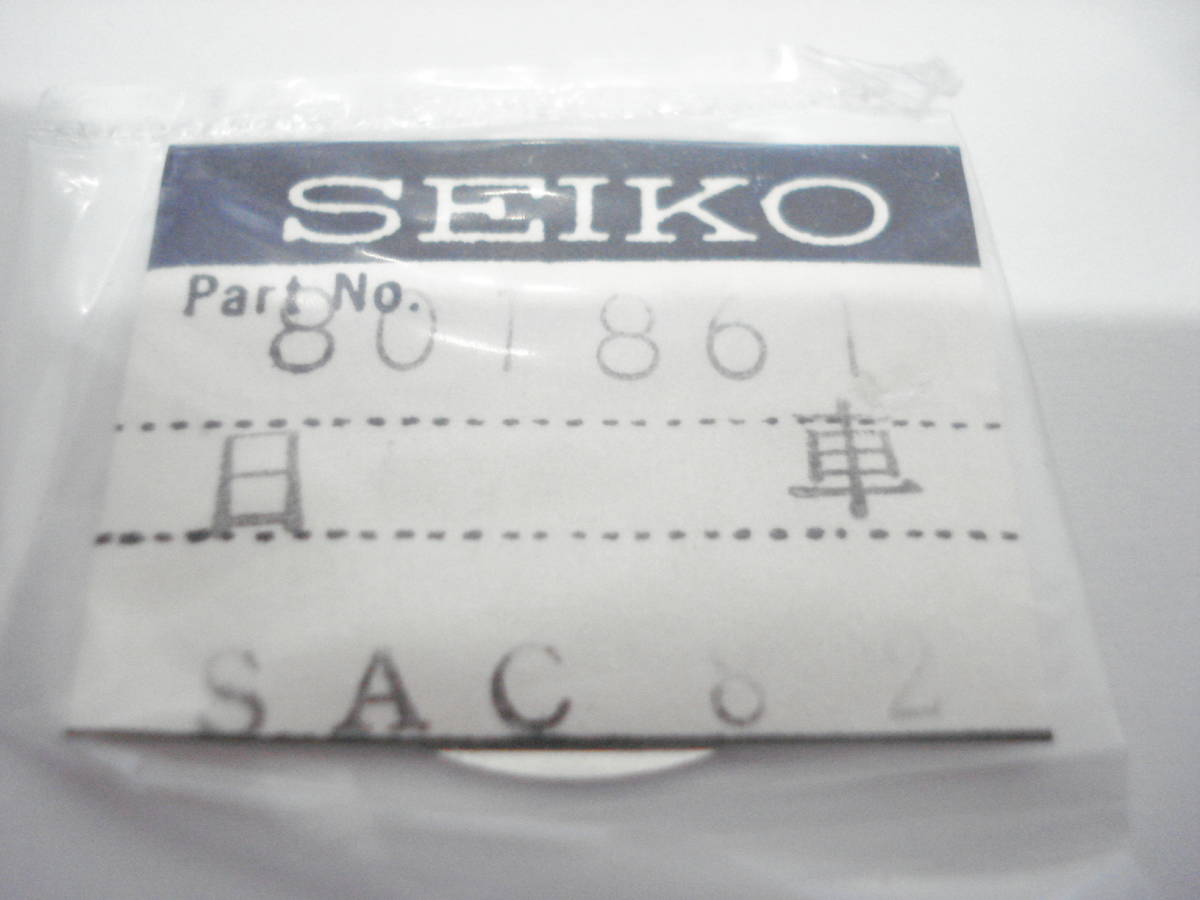 SEIKO
Part No.
801861
日 車
SAC 82